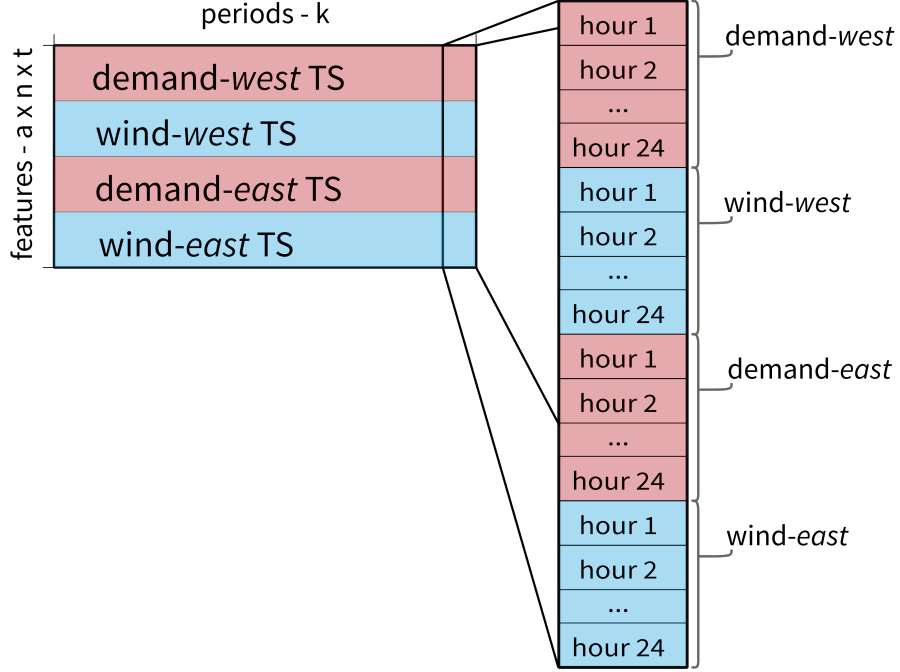 periods - k
features - a x n x t
demand-west TS
wind-west TS
demand-east TS
wind-east TS
hour 1
hour 2
...
hour 24
demand-west
hour 1
hour 2
...
hour 24
wind-west
hour 1
hour 2
...
hour 24
demand-east
hour 1
hour 2
...
hour 24
wind-east